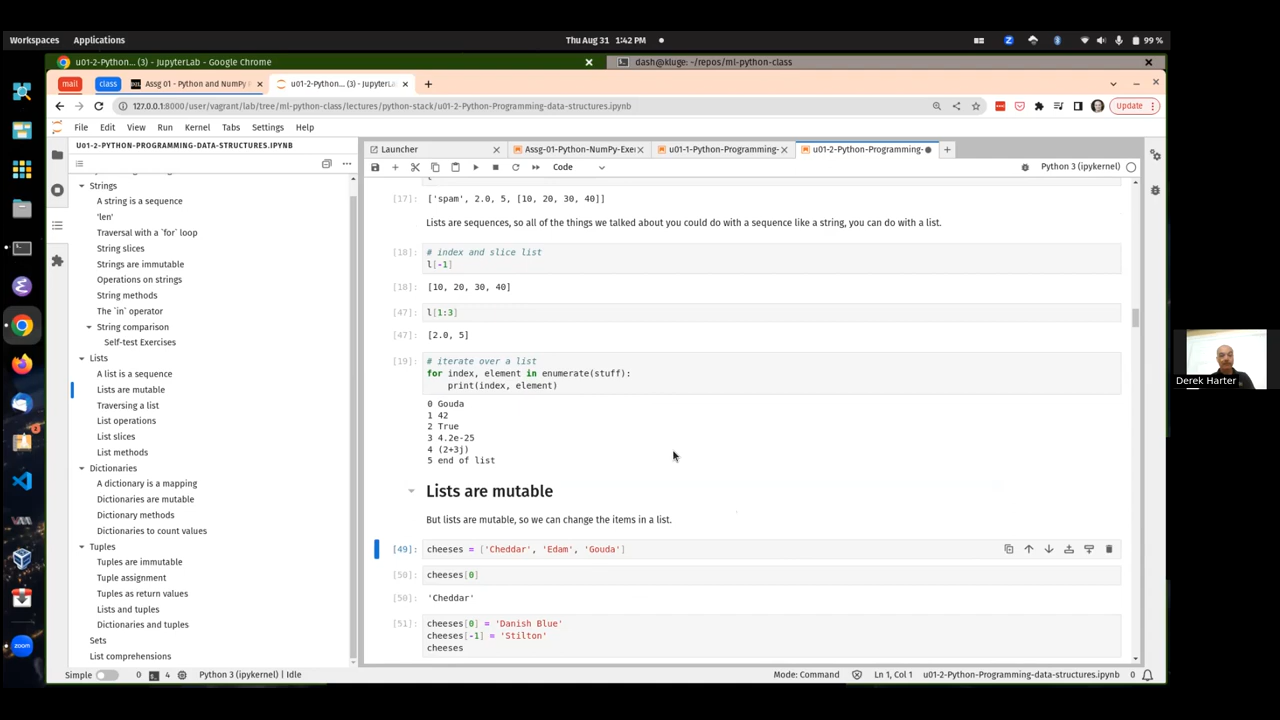 Workspaces Applications Thu Aug 31 1:42 PM 99 %
u01-2-Python... (3) - JupyterLab - Google Chrome
dash@kluge: ~/repos/ml-python-class
mail class Assg 01 - Python and NumPy u01-2-Python... (3) - JupyterL
127.0.0.1:8000/user/vagrant/lab/tree/ml-python-class/lectures/python-stack/u01-2-Python-Programming-data-structures.ipynb
Update
File Edit View Run Kernel Tabs Settings Help
U01-2-PYTHON-PROGRAMMING-DATA-STRUCTURES.IPYNB
Strings
A string is a sequence
'len'
Traversal with a `for` loop
String slices
Strings are immutable
Operations on strings
String methods
The `in` operator
String comparison
Self-test Exercises
Lists
A list is a sequence
Lists are mutable
Traversing a list
List operations
List slices
List methods
Dictionaries
A dictionary is a mapping
Dictionaries are mutable
Dictionary methods
Dictionaries to count values
Tuples
Tuples are immutable
Tuple assignment
Tuples as return values
Lists and tuples
Dictionaries and tuples
Sets
List comprehensions
Launcher Assg-01-Python-NumPy-Exer u01-1-Python-Programming- u01-2-Python-Programming-
Code Python 3 (ipykernel)
[17]: ['spam', 2.0, 5, [10, 20, 30, 40]]
Lists are sequences, so all of the things we talked about you could do with a sequence like a string, you can do with a list.
[18]: # index and slice list
l[-1]
[18]: [10, 20, 30, 40]
[47]: l[1:3]
[47]: [2.0, 5]
[19]: # iterate over a list
for index, element in enumerate(stuff):
print(index, element)
0 Gouda
1 42
2 True
3 4.2e-25
4 (2+3j)
5 end of list
Lists are mutable
But lists are mutable, so we can change the items in a list.
[49]: cheeses = ['Cheddar', 'Edam', 'Gouda']
[50]: cheeses[0]
[50]: 'Cheddar'
[51]: cheeses[0] = 'Danish Blue'
cheeses[-1] = 'Stilton'
cheeses
Simple 0 4 Python 3 (ipykernel) | Idle Mode: Command Ln 1, Col 1 u01-2-Python-Programming-data-structures.ipynb 0
Derek Harter